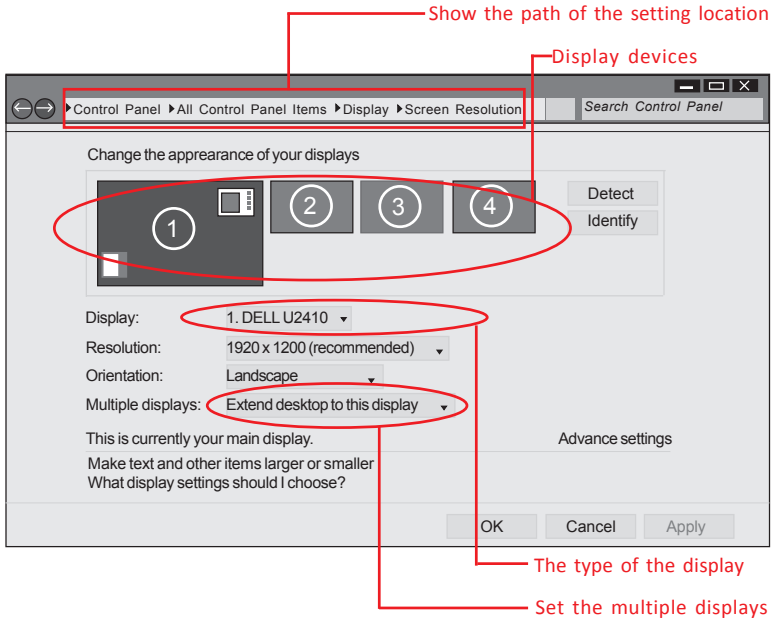 Show the path of the setting location
Display devices
Control Panel All Control Panel Items Display Screen Resolution
Search Control Panel
Change the apprearance of your displays
1
2
3
4
Detect
Identify
Display: 1. DELL U2410
Resolution: 1920 x 1200 (recommended)
Orientation: Landscape
Multiple displays: Extend desktop to this display
This is currently your main display. Advance settings
Make text and other items larger or smaller
What display settings should I choose?
OK Cancel Apply
The type of the display
Set the multiple displays